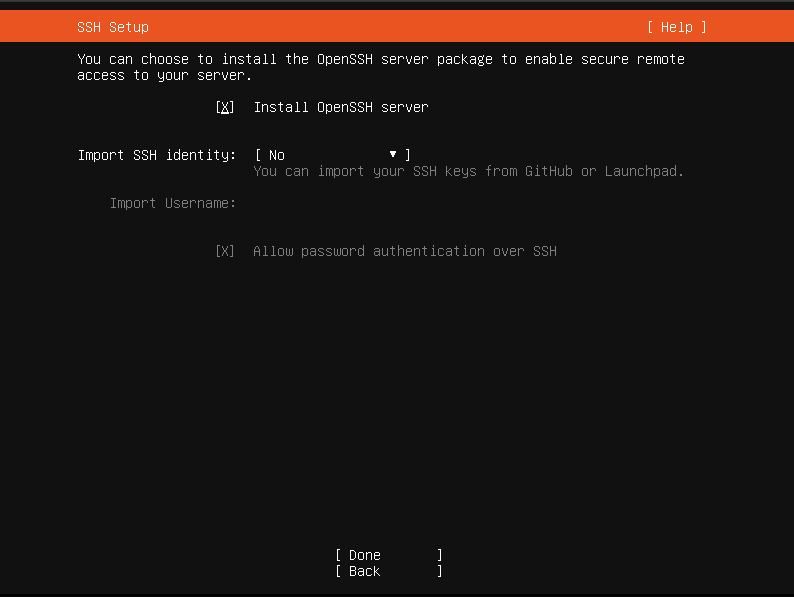 SSH Setup [ Help ]
You can choose to install the OpenSSH server package to enable secure remote
access to your server.
[X] Install OpenSSH server
Import SSH identity: [ No ▼ ]
You can import your SSH keys from GitHub or Launchpad.
Import Username:
[X] Allow password authentication over SSH
[ Done ]
[ Back ]